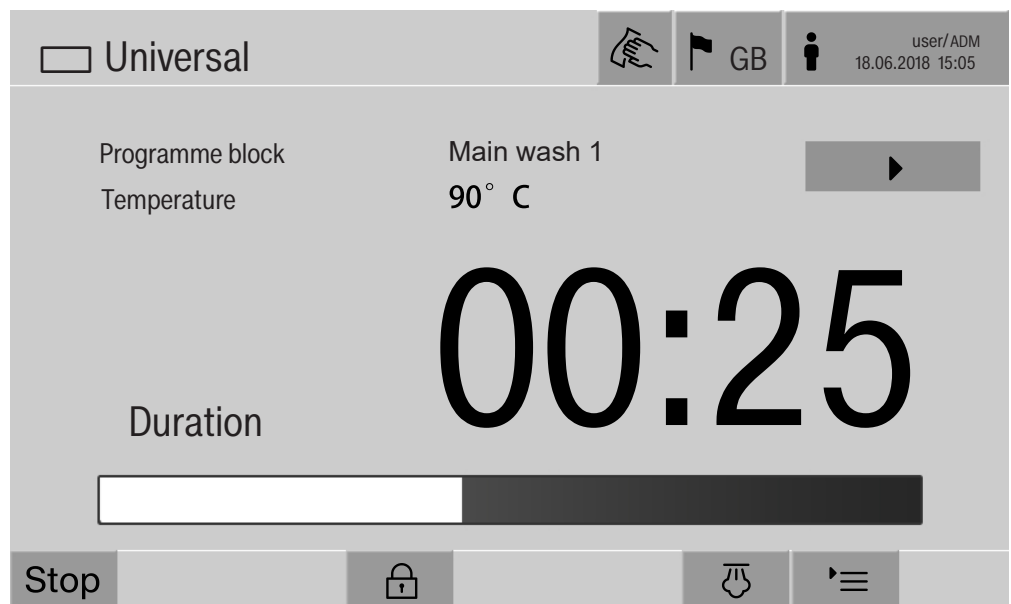 Universal
GB
user/ADM
18.06.2018 15:05
Programme block Main wash 1
Temperature 90° C
00:25
Duration
Stop